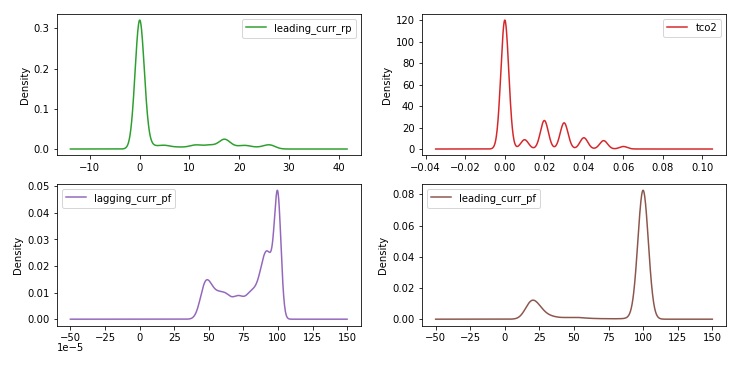 leading_curr_rp
Density
0.3
0.2
0.1
0.0
−10 0 10 20 30 40
tco2
Density
120
100
80
60
40
20
0
−0.04 −0.02 0.00 0.02 0.04 0.06 0.08 0.10
lagging_curr_pf
Density
0.05
0.04
0.03
0.02
0.01
0.00
−50 −25 0 25 50 75 100 125 150
1e−5
leading_curr_pf
Density
0.08
0.06
0.04
0.02
0.00
−50 −25 0 25 50 75 100 125 150